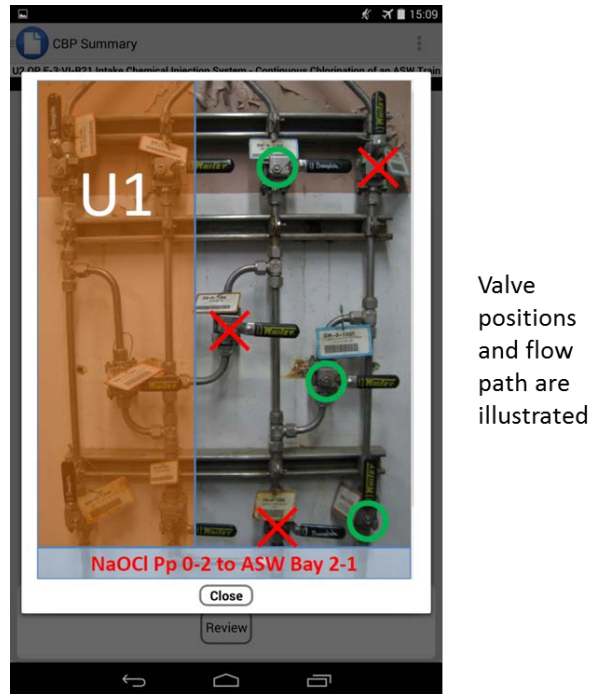 15:09
CBP Summary
U2 OP E-3:VI-B21 Intake Chemical Injection System - Continuous Chlorination of an ASW Train
U1
NaOCl Pp 0-2 to ASW Bay 2-1
Close
Review
Valve
positions
and flow
path are
illustrated